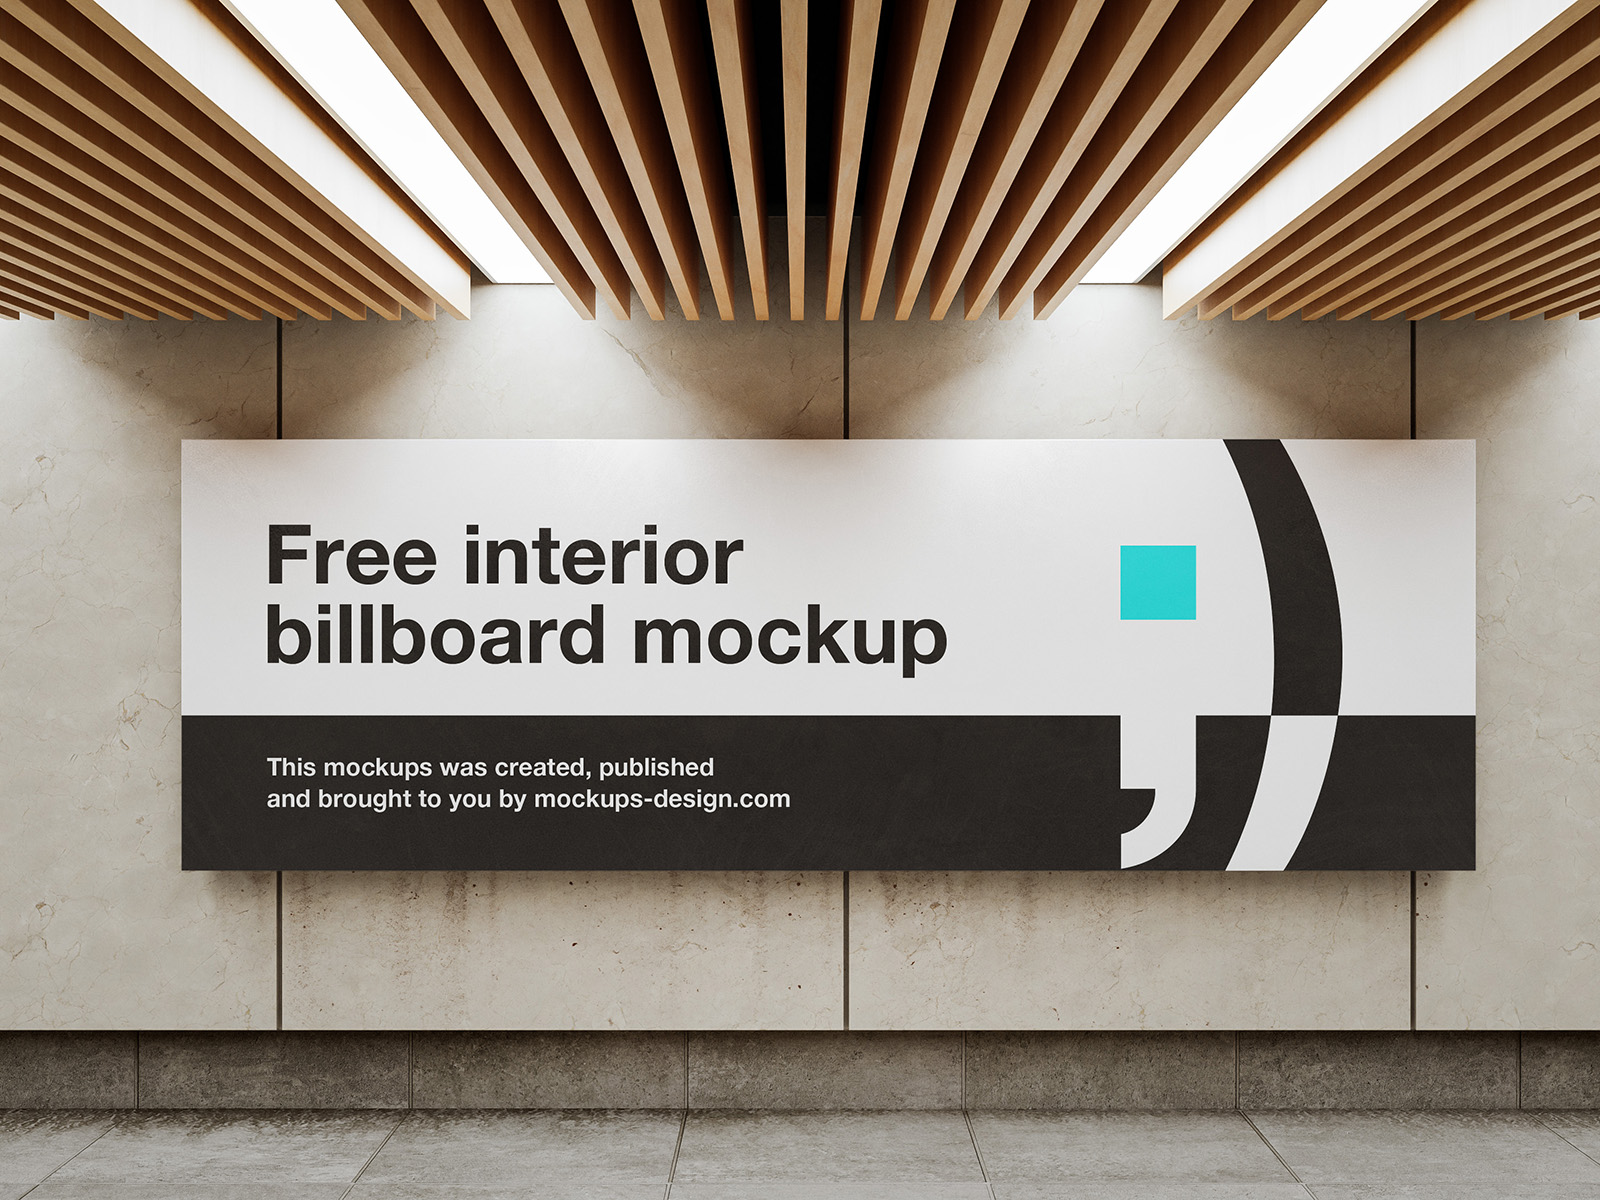 Free interior
billboard mockup
This mockups was created, published
and brought to you by mockups-design.com